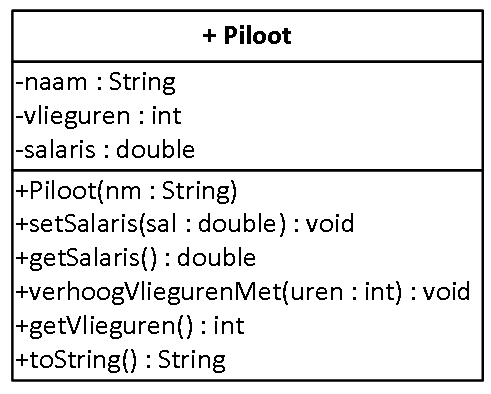 + Piloot
-naam : String
-vlieguren : int
-salaris : double
+Piloot(nm : String)
+setSalaris(sal : double) : void
+getSalaris() : double
+verhoogVliegurenMet(uren : int) : void
+getVlieguren() : int
+toString() : String